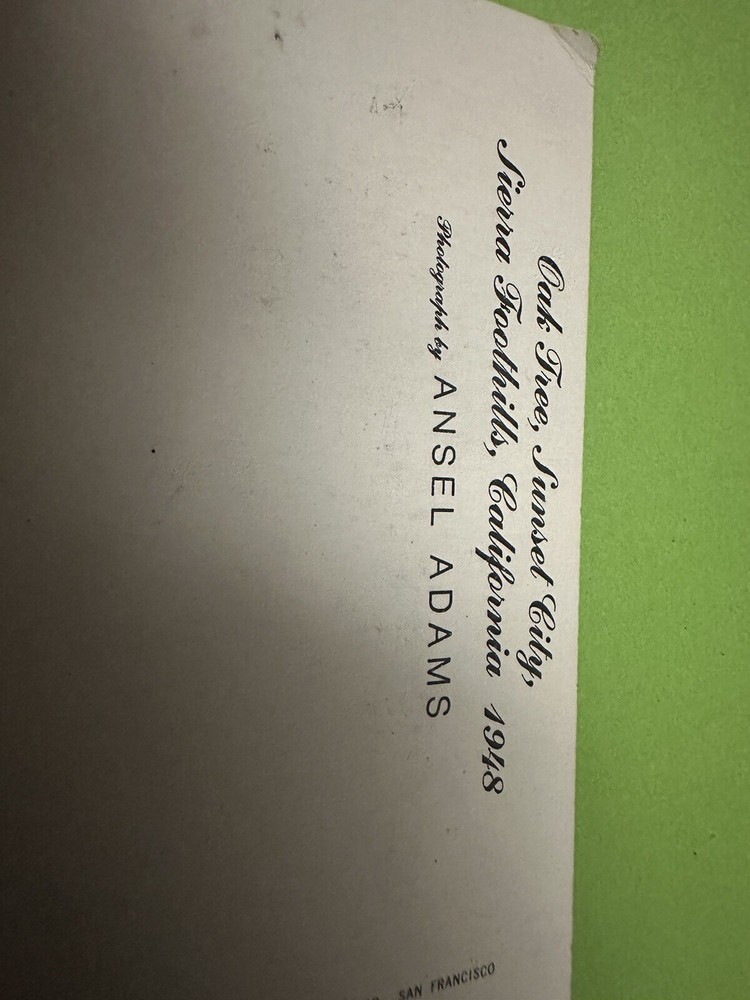 Oak Tree, Sunset City,
Sierra Foothills, California 1948
Photograph by ANSEL ADAMS
SAN FRANCISCO